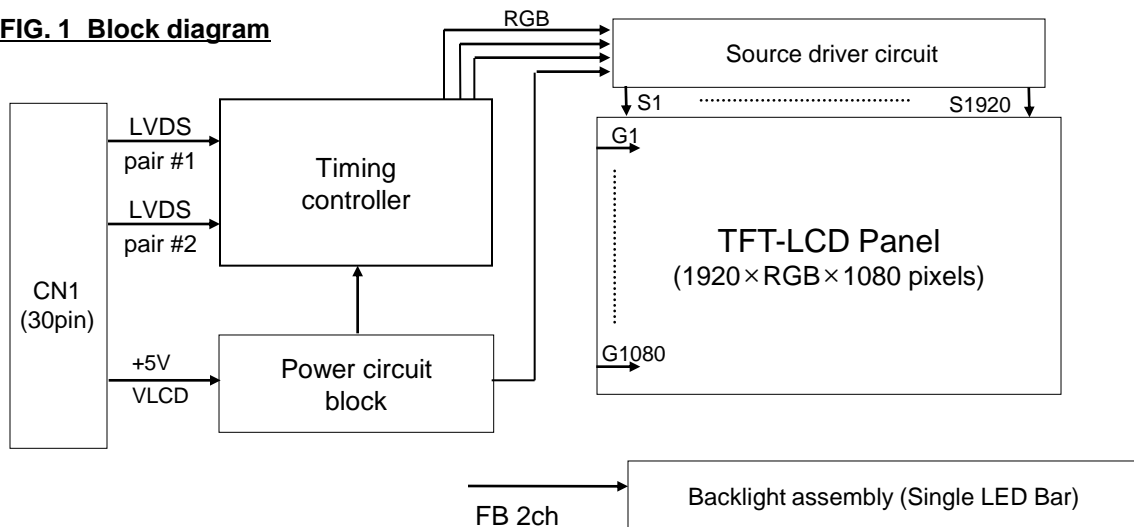 FIG. 1 Block diagram
RGB
Source driver circuit
S1
S1920
CN1
(30pin)
LVDS
pair #1
LVDS
pair #2
Timing
controller
G1
TFT-LCD Panel
(1920×RGB×1080 pixels)
G1080
+5V
VLCD
Power circuit
block
FB 2ch
Backlight assembly (Single LED Bar)